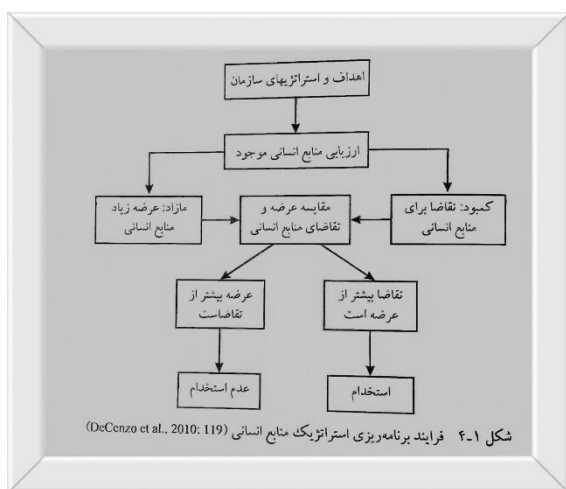 اهداف و استراتژیهای سازمان
ارزیابی منابع انسانی موجود
کمبود: تقاضا برای
منابع انسانی
مقایسه عرضه و
تقاضای منابع انسانی
مازاد: عرضه زیاد
منابع انسانی
تقاضا بیشتر از
عرضه است
عرضه بیشتر از
تقاضاست
استخدام
عدم استخدام
شکل ۱-۴ فرایند برنامه‌ریزی استراتژیک منابع انسانی (DeCenzo et al., 2010: 119)